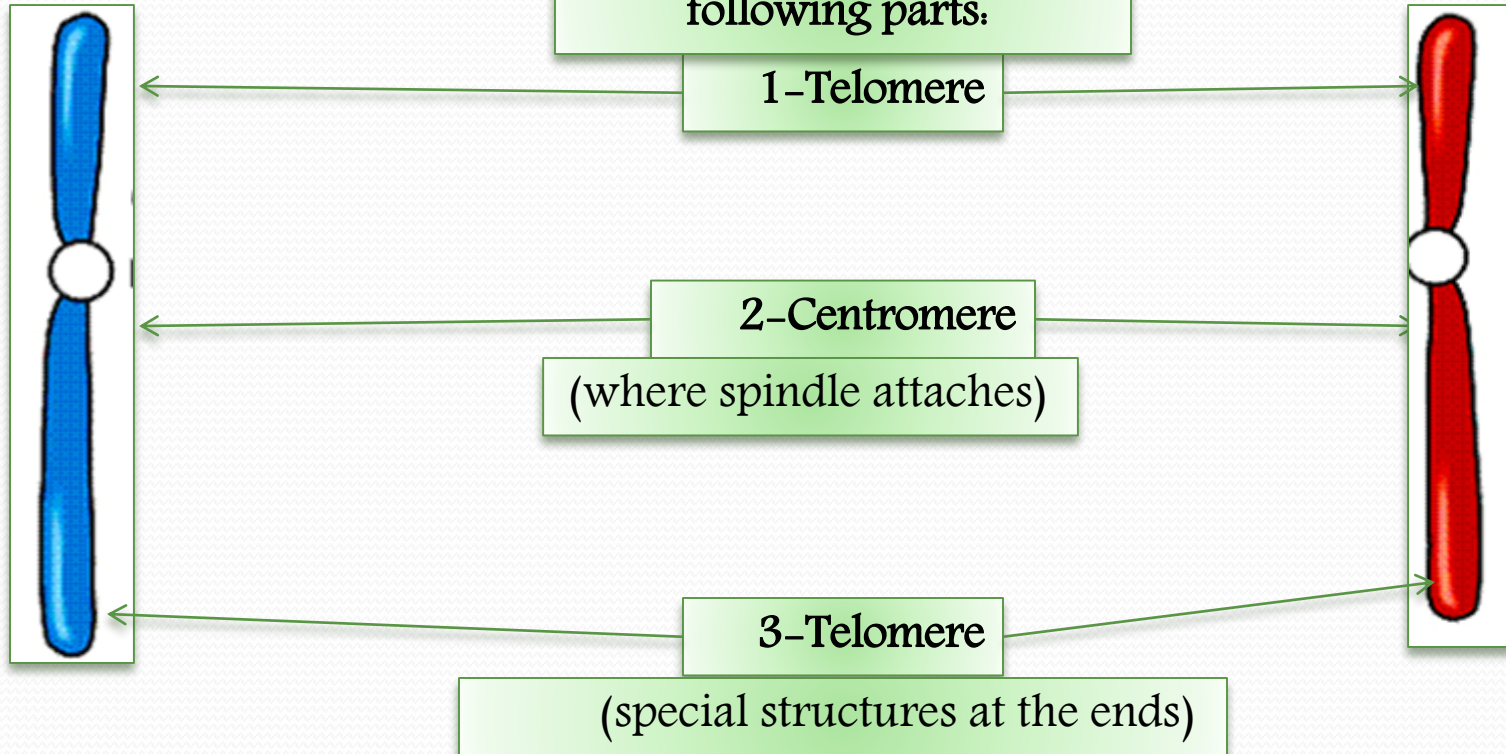 following parts:
1-Telomere
2-Centromere
(where spindle attaches)
3-Telomere
(special structures at the ends)